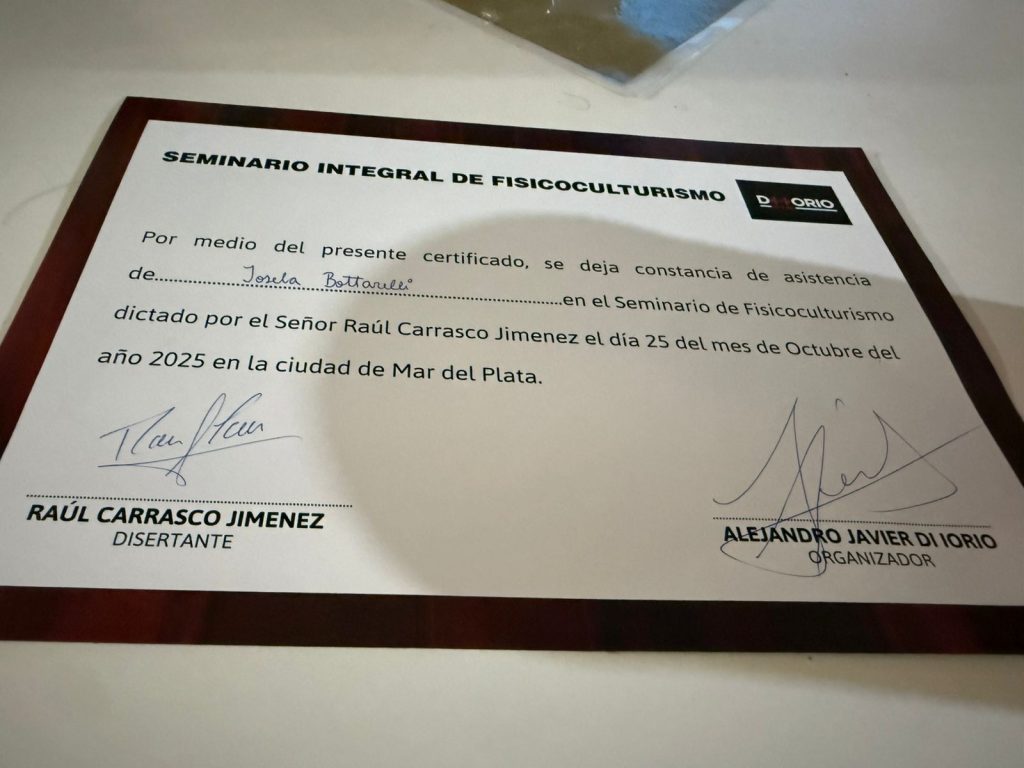 SEMINARIO INTEGRAL DE FISICOCULTURISMO
Por medio del presente certificado, se deja constancia de asistencia
de.......... Bottarelli ..........en el Seminario de Fisicoculturismo
dictado por el Señor Raúl Carrasco Jimenez el día 25 del mes de Octubre del
año 2025 en la ciudad de Mar del Plata.
RAÚL CARRASCO JIMENEZ
DISERTANTE
ALEJANDRO JAVIER DI IORIO
ORGANIZADOR